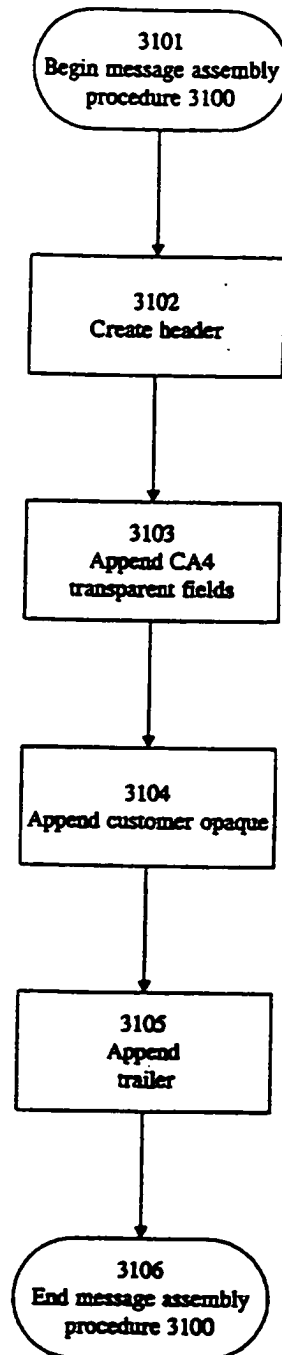 3101
Begin message assembly
procedure 3100
3102
Create header
3103
Append CA4
transparent fields
3104
Append customer opaque
3105
Append
trailer
3106
End message assembly
procedure 3100